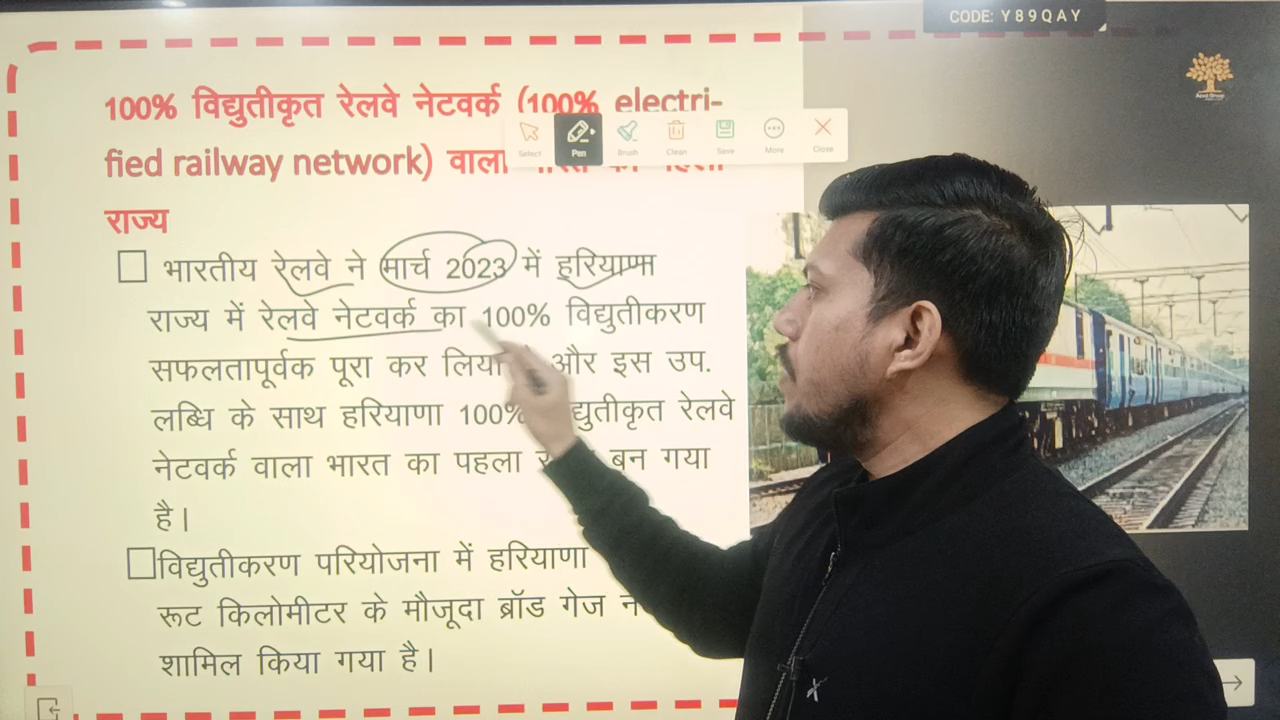 CODE: Y89QAY
100% विद्युतीकृत रेलवे नेटवर्क (100% electri-
fied railway network) वाला
राज्य
Select Pen Brush Clean Save More Close
भारतीय रेलवे ने मार्च 2023 में हरियाणा
राज्य में रेलवे नेटवर्क का 100% विद्युतीकरण
सफलतापूर्वक पूरा कर लिया और इस उप.
लब्धि के साथ हरियाणा 100% रेलवे
नेटवर्क वाला भारत का पहला बन गया
है।
विद्युतीकरण परियोजना में हरियाणा
रूट किलोमीटर के मौजूदा ब्रॉड गेज
शामिल किया गया है।